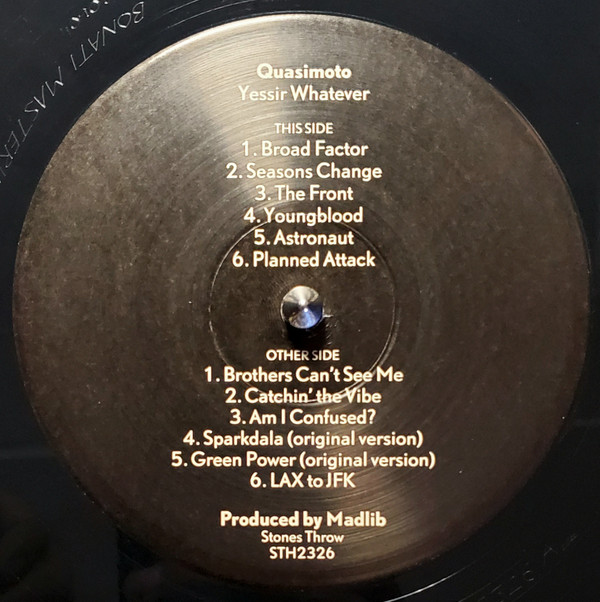 BONATI MASTERI
Quasimoto
Yessir Whatever
THIS SIDE
1. Broad Factor
2. Seasons Change
3. The Front
4. Youngblood
5. Astronaut
6. Planned Attack
OTHER SIDE
1. Brothers Can't See Me
2. Catchin' the Vibe
3. Am I Confused?
4. Sparkdala (original version)
5. Green Power (original version)
6. LAX to JFK
Produced by Madlib
Stones Throw
STH2326